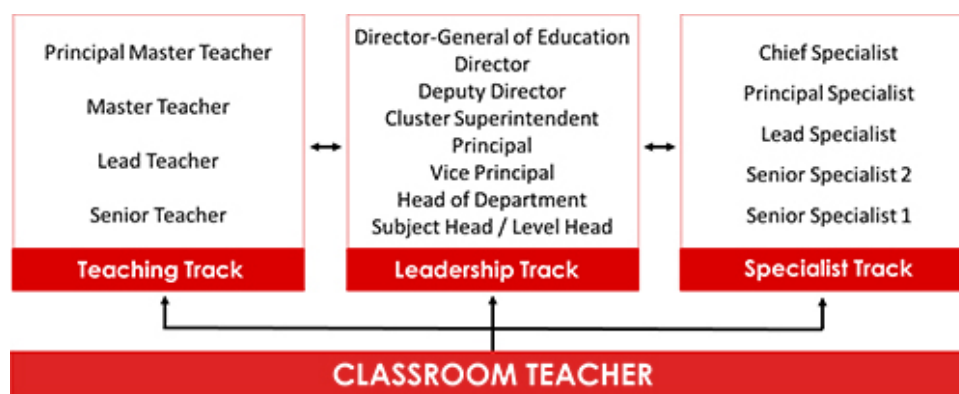 Principal Master Teacher
Master Teacher
Lead Teacher
Senior Teacher
Teaching Track
Director-General of Education
Director
Deputy Director
Cluster Superintendent
Principal
Vice Principal
Head of Department
Subject Head / Level Head
Leadership Track
Chief Specialist
Principal Specialist
Lead Specialist
Senior Specialist 2
Senior Specialist 1
Specialist Track
CLASSROOM TEACHER